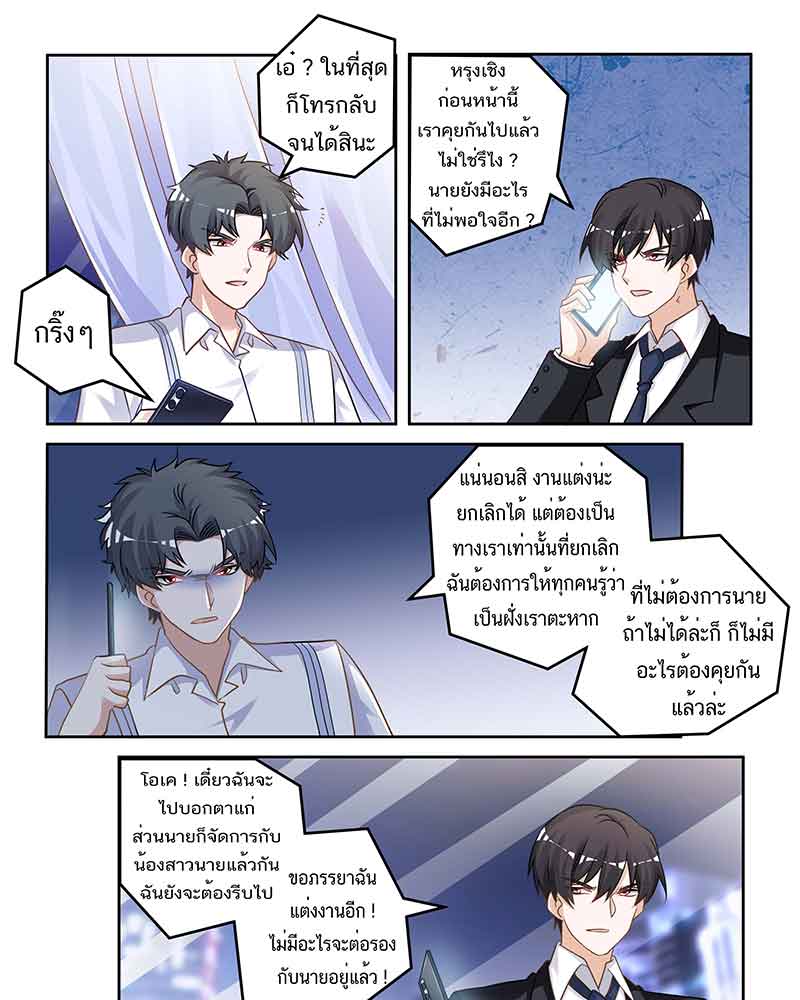 เอ๋ ? ในที่สุด
ก็โทรกลับ
จนได้สินะ
กริ๊งๆ
หรุงเชิง
ก่อนหน้านี้
เราคุยกันไปแล้ว
ไม่ใช่รึไง ?
นายยังมีอะไร
ที่ไม่พอใจอีก ?
แน่นอนสิ งานแต่งน่ะ
ยกเลิกได้ แต่ต้องเป็น
ทางเราเท่านั้นที่ยกเลิก
ฉันต้องการให้ทุกคนรู้ว่า
เป็นฝั่งเราตะหาก
ที่ไม่ต้องการนาย
ถ้าไม่ได้ล่ะก็ ก็ไม่มี
อะไรต้องคุยกัน
แล้วล่ะ
โอเค ! เดี๋ยวฉันจะ
ไปบอกตาแก่
ส่วนนายก็จัดการกับ
น้องสาวนายแล้วกัน
ฉันยังจะต้องรีบไป
ขอภรรยาฉัน
แต่งงานอีก !
ไม่มีอะไรจะต่อรอง
กับนายอยู่แล้ว !